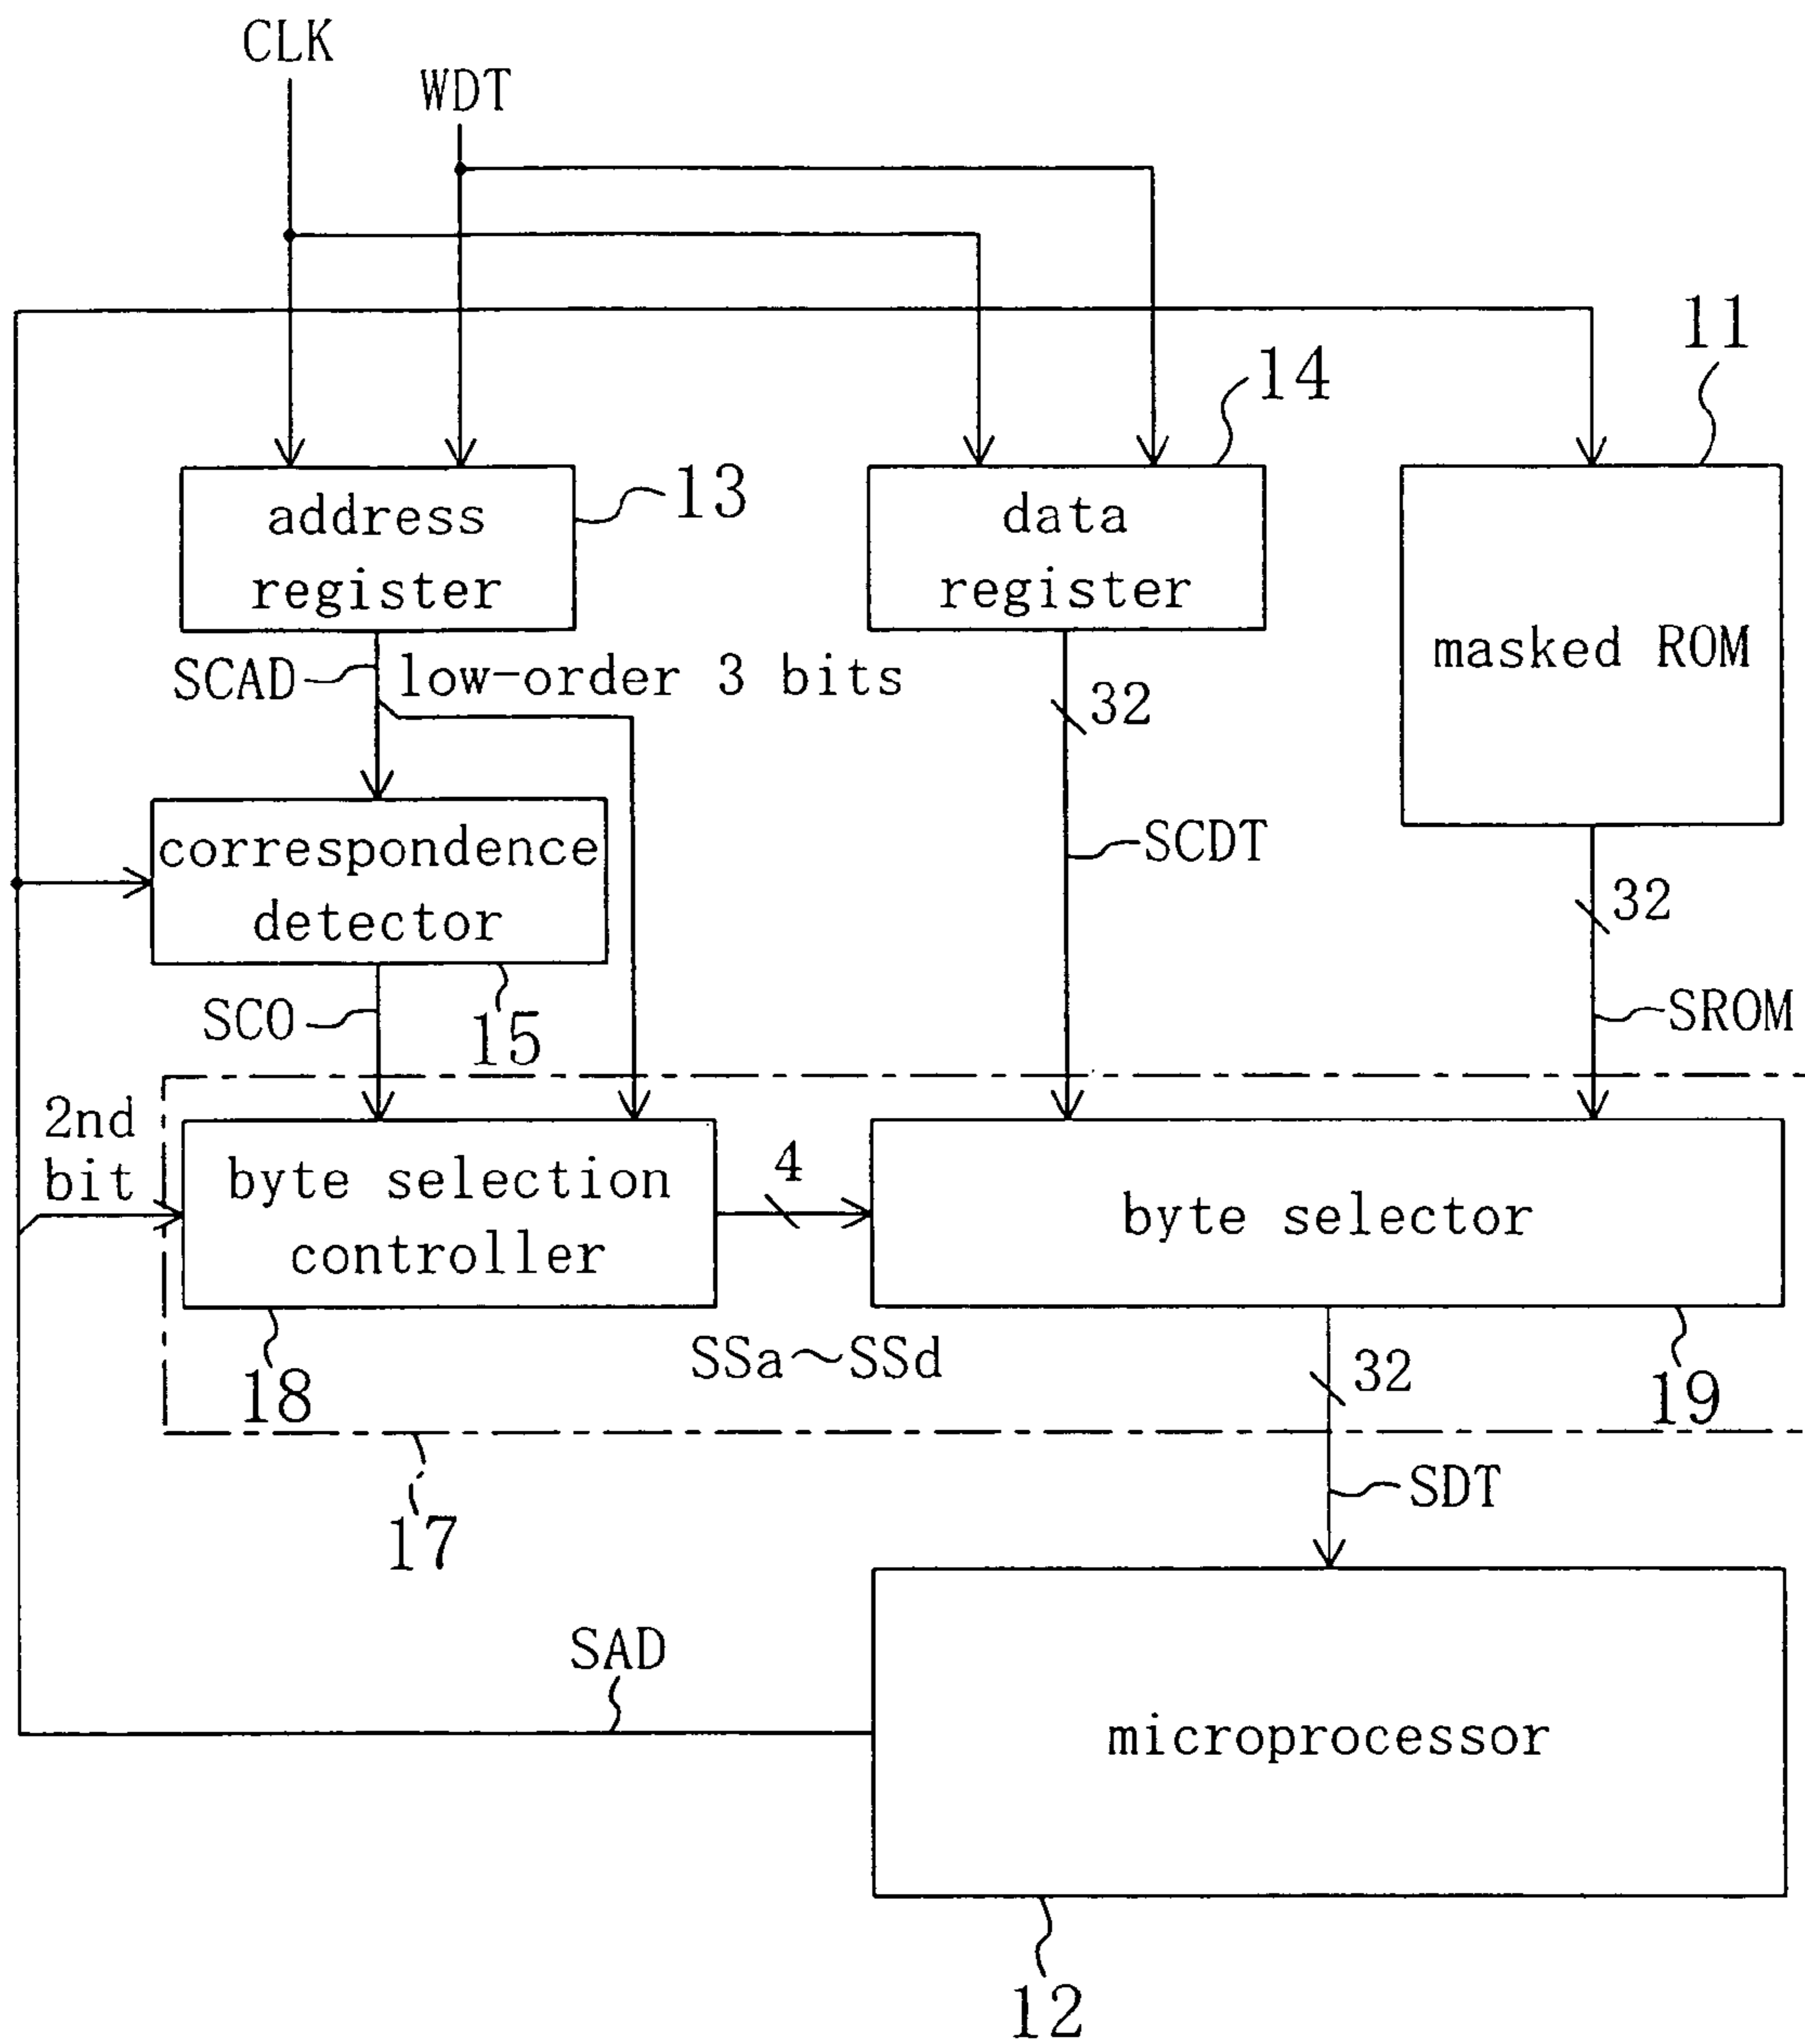 CLK
WDT
11
14
13
address
register
data
register
masked ROM
SCAD
low-order 3 bits
32
SCDT
32
correspondence
detector
SCO
15
SROM
2nd
bit
byte selection
controller
4
byte selector
18
SSa~SSd
32
19
17
SDT
SAD
microprocessor
12